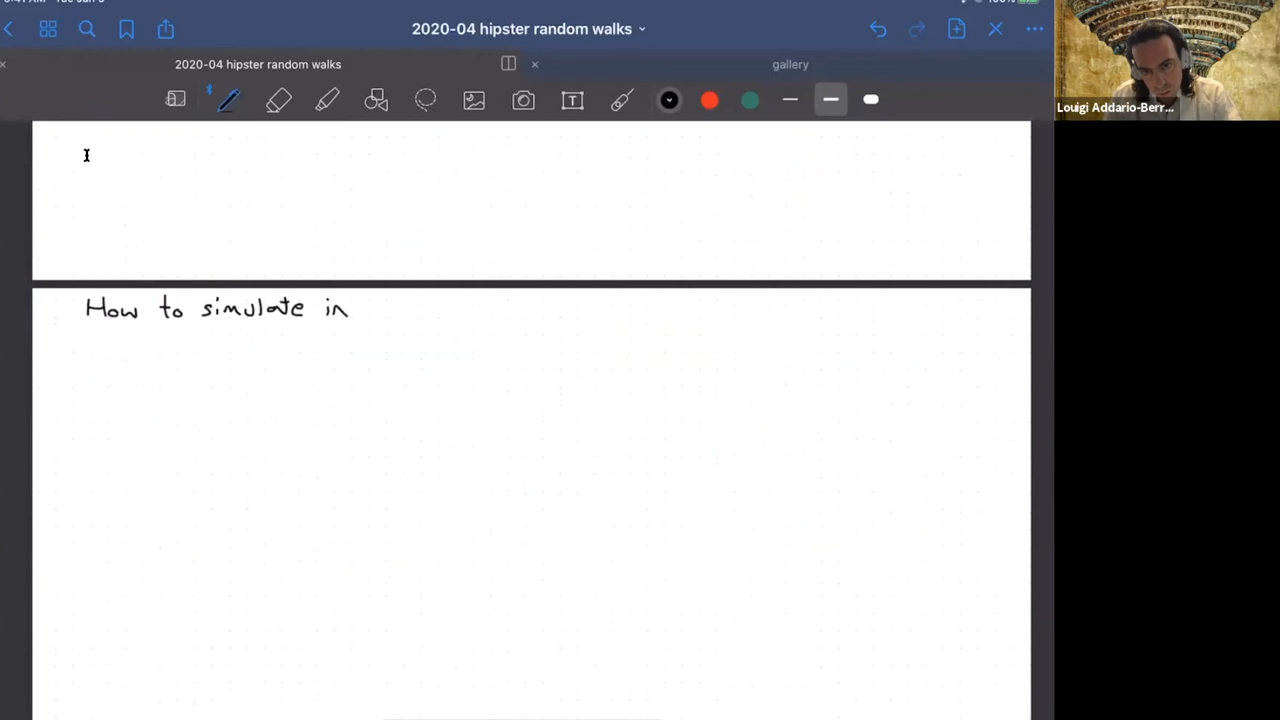 2020-04 hipster random walks
2020-04 hipster random walks
gallery
T
Louigi Addario-Berr...
How to simulate in